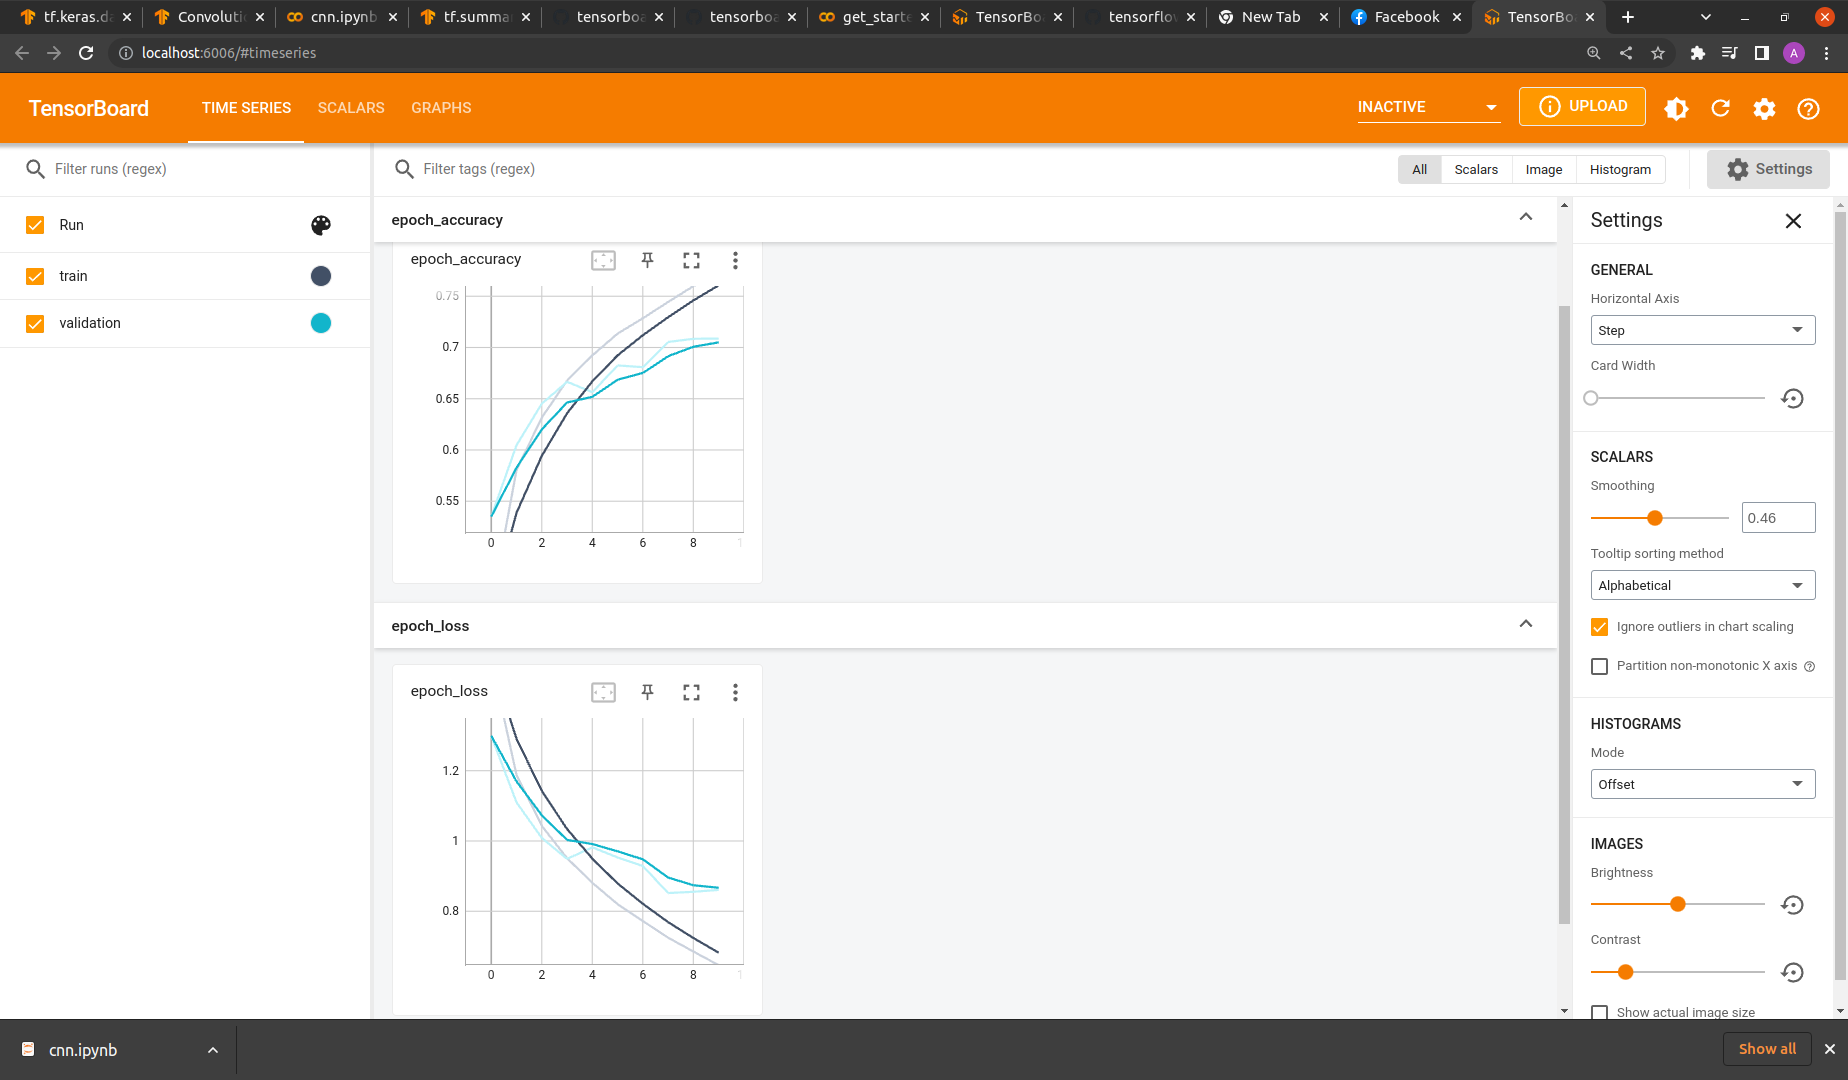 tf.keras.da
Convoluti
cnn.ipynb
tf.summa
tensorboa
tensorboa
get_starte
TensorBo
tensorflow
New Tab
Facebook
TensorBo
localhost:6006/#timeseries
A
TensorBoard
TIME SERIES
SCALARS
GRAPHS
INACTIVE
UPLOAD
Filter runs (regex)
Filter tags (regex)
All
Scalars
Image
Histogram
Settings
Run
train
validation
epoch_accuracy
epoch_accuracy
0.75
0.7
0.65
0.6
0.55
0 2 4 6 8 1
epoch_loss
epoch_loss
1.2
1
0.8
0 2 4 6 8 1
Settings
GENERAL
Horizontal Axis
Step
Card Width
SCALARS
Smoothing
0.46
Tooltip sorting method
Alphabetical
Ignore outliers in chart scaling
Partition non-monotonic X axis
HISTOGRAMS
Mode
Offset
IMAGES
Brightness
Contrast
Show actual image size
cnn.ipynb
Show all